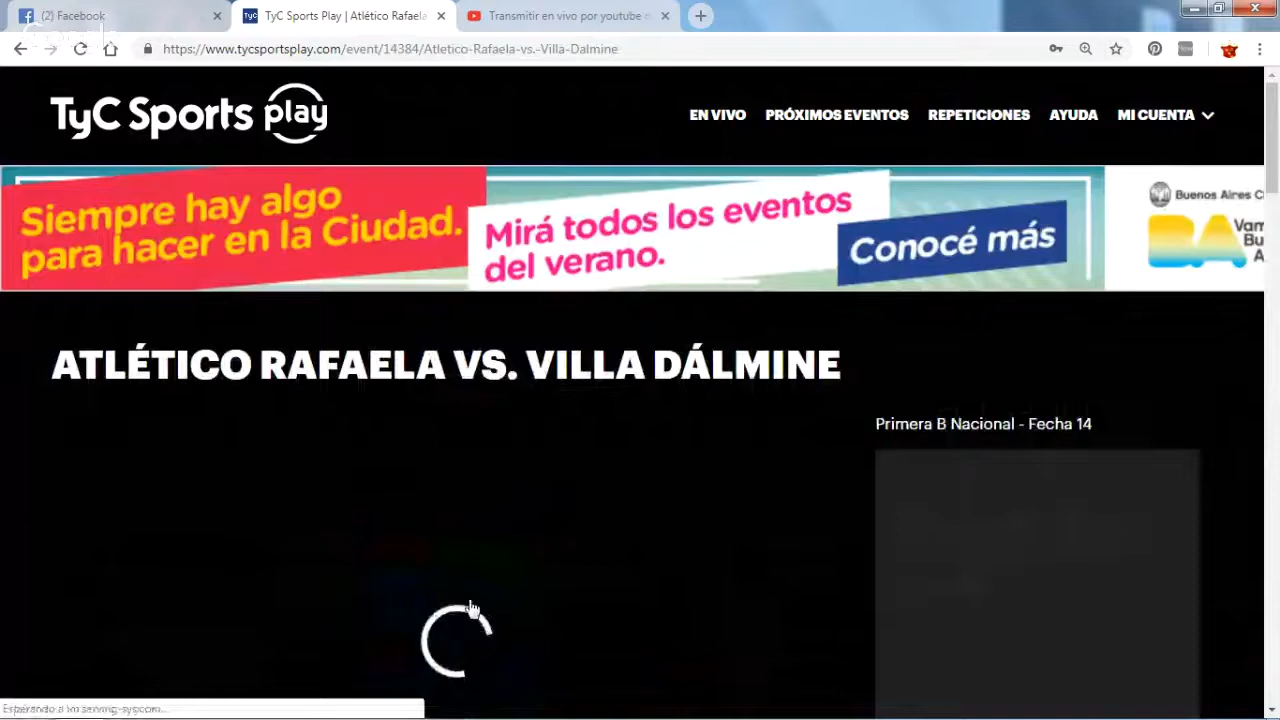 (2) Facebook
TyC Sports Play | Atlético Rafaela
Transmitir en vivo por youtube
https://www.tycsportsplay.com/event/14384/Atletico-Rafaela-vs.-Villa-Dalmine
TyC Sports play
EN VIVO PRÓXIMOS EVENTOS REPETICIONES AYUDA MI CUENTA
Siempre hay algo
para hacer en la Ciudad.
Mirá todos los eventos
del verano.
Conocé más
Buenos Aires
BA
ATLÉTICO RAFAELA VS. VILLA DÁLMINE
Primera B Nacional - Fecha 14
Esperando a